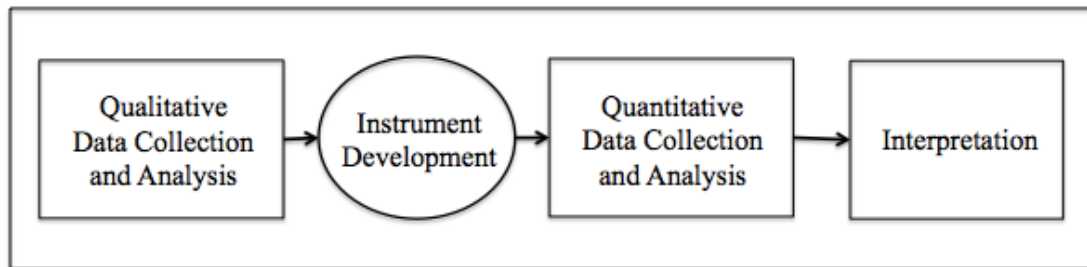 Qualitative
Data Collection
and Analysis
Instrument
Development
Quantitative
Data Collection
and Analysis
Interpretation